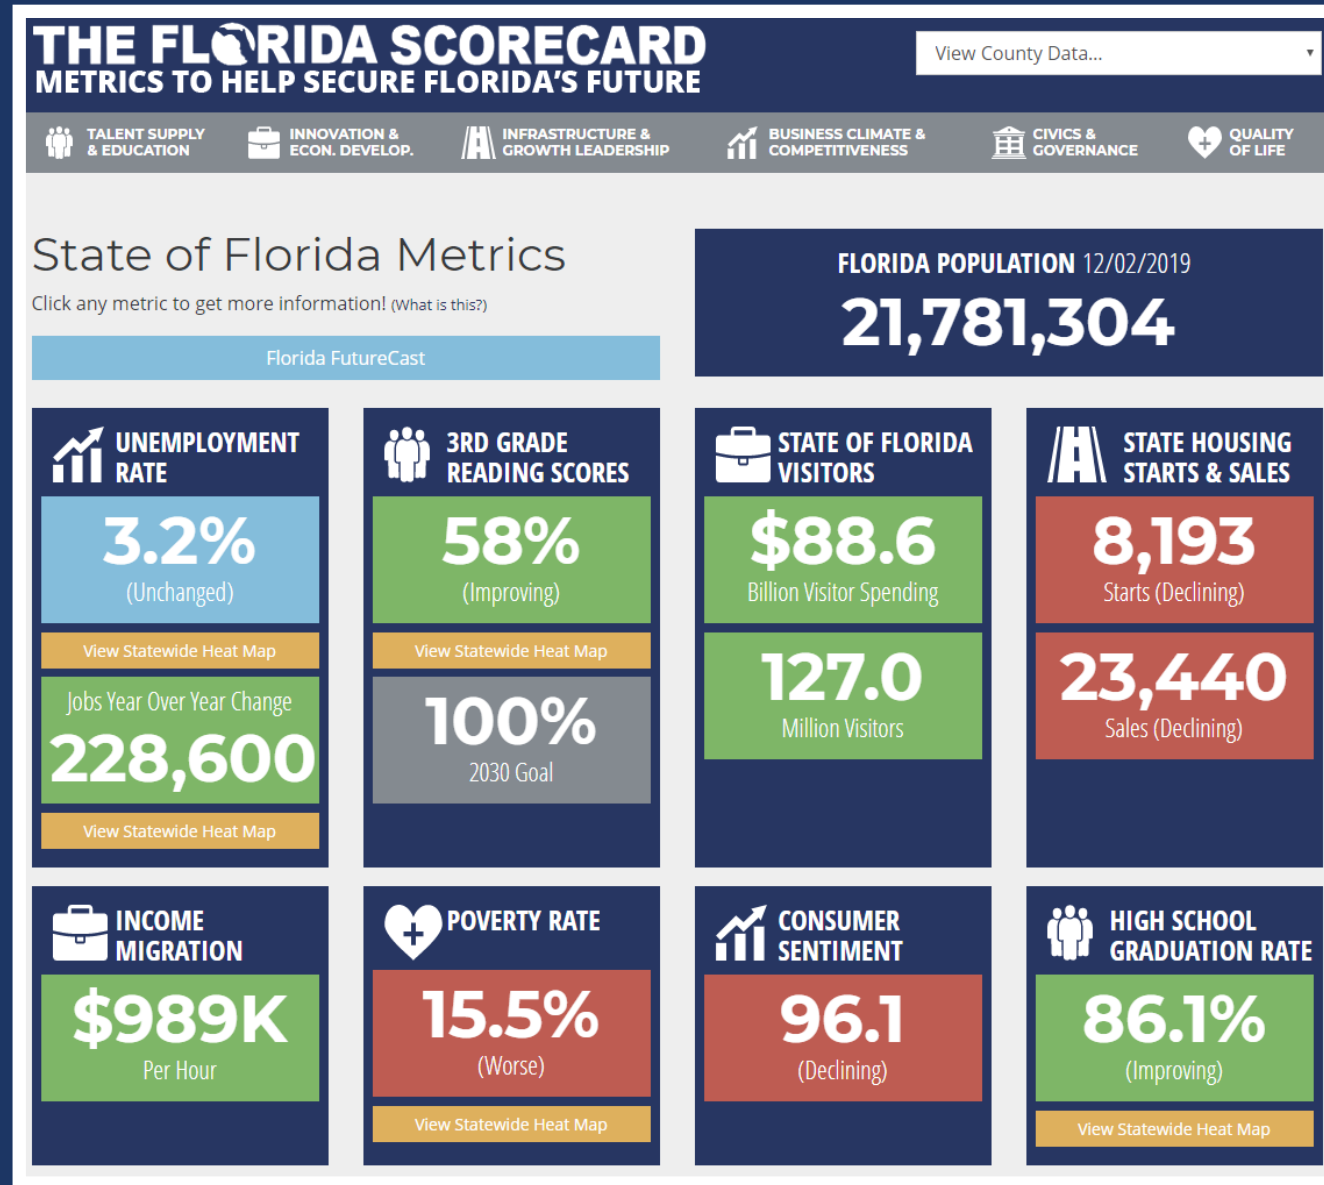 THE FLORIDA SCORECARD
METRICS TO HELP SECURE FLORIDA'S FUTURE
View County Data...
TALENT SUPPLY
& EDUCATION
INNOVATION &
ECON. DEVELOP.
INFRASTRUCTURE &
GROWTH LEADERSHIP
BUSINESS CLIMATE &
COMPETITIVENESS
CIVICS &
GOVERNANCE
QUALITY
OF LIFE
State of Florida Metrics
Click any metric to get more information! (What is this?)
Florida FutureCast
FLORIDA POPULATION 12/02/2019
21,781,304
UNEMPLOYMENT
RATE
3.2%
(Unchanged)
View Statewide Heat Map
Jobs Year Over Year Change
228,600
View Statewide Heat Map
3RD GRADE
READING SCORES
58%
(Improving)
View Statewide Heat Map
100%
2030 Goal
STATE OF FLORIDA
VISITORS
$88.6
Billion Visitor Spending
127.0
Million Visitors
STATE HOUSING
STARTS & SALES
8,193
Starts (Declining)
23,440
Sales (Declining)
INCOME
MIGRATION
$989K
Per Hour
POVERTY RATE
15.5%
(Worse)
View Statewide Heat Map
CONSUMER
SENTIMENT
96.1
(Declining)
HIGH SCHOOL
GRADUATION RATE
86.1%
(Improving)
View Statewide Heat Map